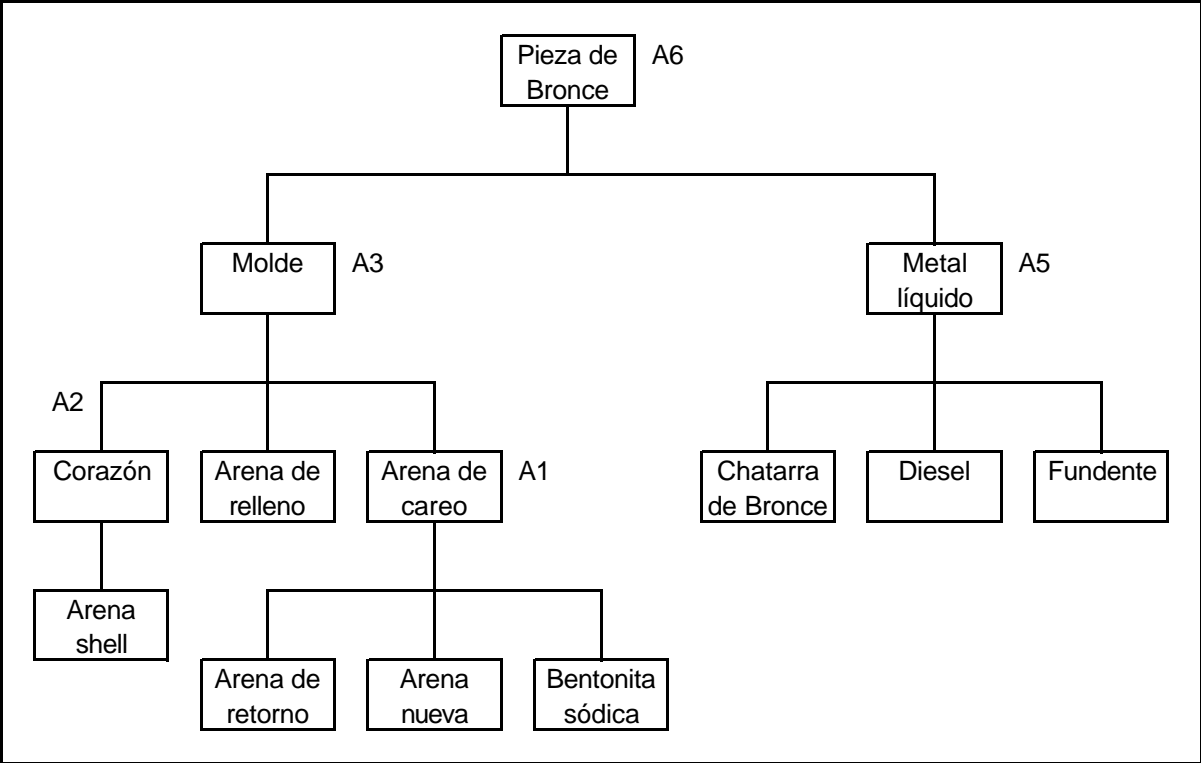 Pieza de
Bronce
A6
Molde
A3
Metal
líquido
A5
A2
Corazón
Arena de
relleno
Arena de
careo
A1
Chatarra
de Bronce
Diesel
Fundente
Arena
shell
Arena de
retorno
Arena
nueva
Bentonita
sódica